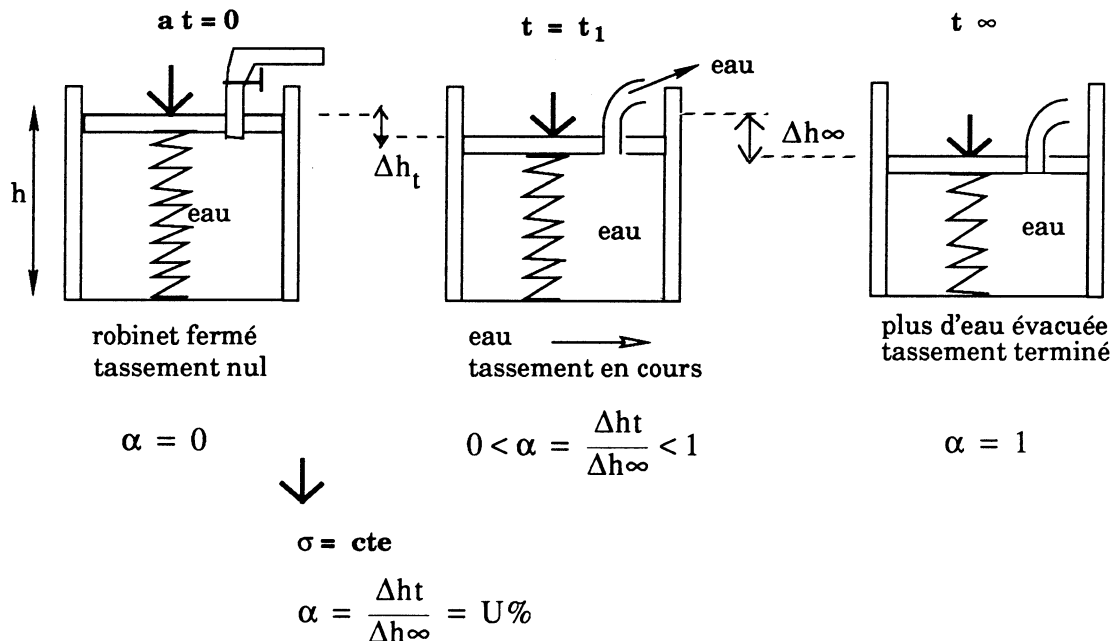 a t = 0
t = t1
t ∞
eau
h
Δht
Δh∞
eau
eau
eau
robinet fermé
tassement nul
eau
tassement en cours
plus d'eau évacuée
tassement terminé
α = 0
0 < α = Δht / Δh∞ < 1
α = 1
σ = cte
α = Δht / Δh∞ = U%